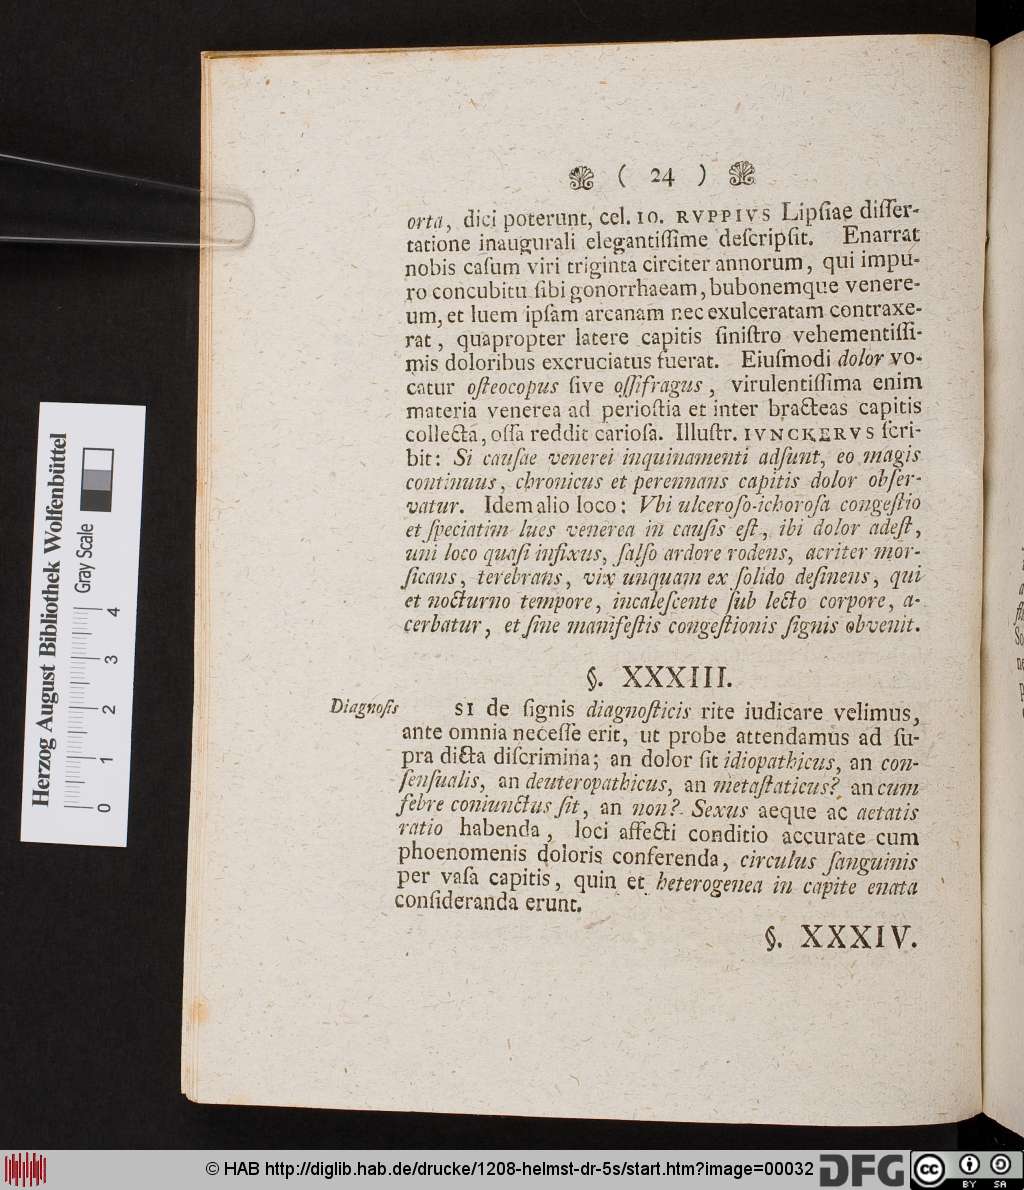 ( 24 )
orta, dici poterunt, cel. IO. RVPPIVS Lipſiae diſſer-
tatione inaugurali elegantiſſime deſcripſit. Enarrat
nobis caſum viri triginta circiter annorum, qui impu-
ro concubitu ſibi gonorrhaeam, bubonemque venere-
um, et luem ipſam arcanam nec exulceratam contraxe-
rat, quapropter latere capitis ſiniſtro vehementiſſi-
mis doloribus excruciatus fuerat. Eiuſmodi dolor vo-
catur oſteocopus ſive oſſifragus, virulentiſſima enim
materia venerea ad perioſtia et inter bracteas capitis
collecta, oſſa reddit carioſa. Illuſtr. IVNCKERVS ſcri-
bit: Si cauſae venerei inquinamenti adſunt, eo magis
continuus, chronicus et perennans capitis dolor obſer-
vatur. Idem alio loco: Vbi ulceroſo-ichoroſa congeſtio
et ſpeciatim lues venerea in cauſis eſt, ibi dolor adeſt,
uni loco quaſi infixus, ſalſo ardore rodens, acriter mor-
ſicans, terebrans, vix unquam ex ſolido deſinens, qui
et nocturno tempore, incaleſcente ſub lecto corpore, a-
cerbatur, et ſine manifeſtis congeſtionis ſignis obvenit.
§. XXXIII.
Diagnoſis
SI de ſignis diagnoſticis rite iudicare velimus,
ante omnia neceſſe erit, ut probe attendamus ad ſu-
pra dicta diſcrimina; an dolor ſit idiopathicus, an con-
ſenſualis, an deuteropathicus, an metaſtaticus? an cum
febre coniunctus ſit, an non? Sexus aeque ac aetatis
ratio habenda, loci affecti conditio accurate cum
phoenomenis doloris conferenda, circulus ſanguinis
per vaſa capitis, quin et heterogenea in capite enata
conſideranda erunt.
§. XXXIV.
Herzog August Bibliothek Wolfenbüttel
Gray Scale
0 1 2 3 4
© HAB http://diglib.hab.de/drucke/1208-helmst-dr-5s/start.htm?image=00032
DFG
cc BY SA